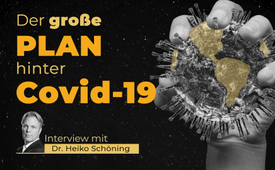 Der große
PLAN
hinter
Covid-19
Interview mit
Dr. Heiko Schöning